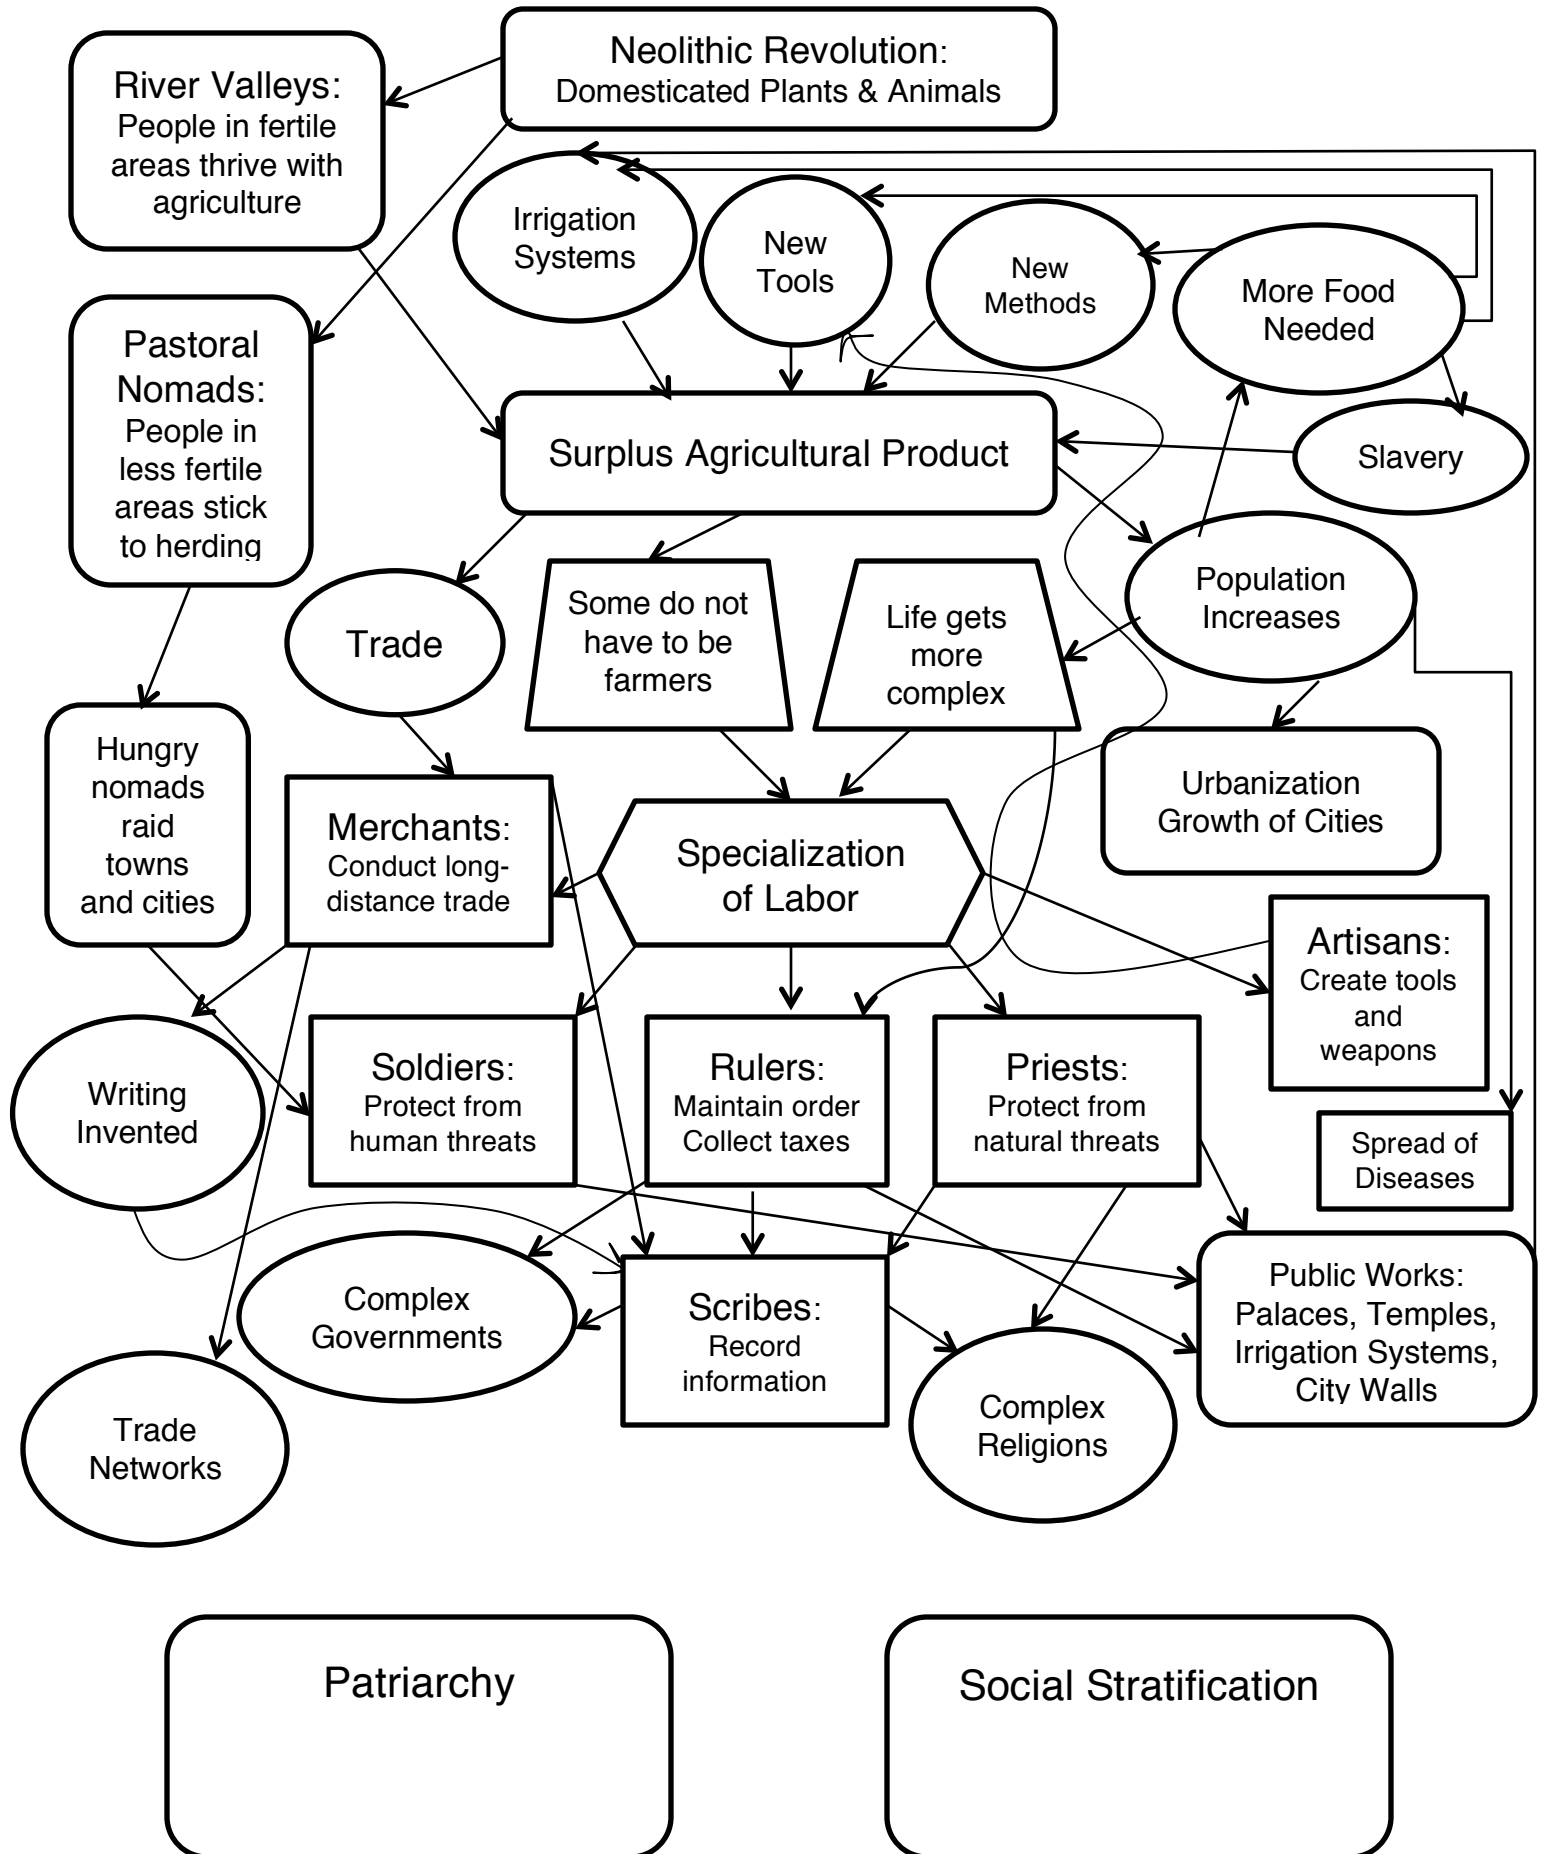 Neolithic Revolution:
Domesticated Plants & Animals
River Valleys:
People in fertile
areas thrive with
agriculture
Irrigation
Systems
New
Tools
New
Methods
More Food
Needed
Pastoral
Nomads:
People in
less fertile
areas stick
to herding
Surplus Agricultural Product
Slavery
Trade
Some do not
have to be
farmers
Life gets
more
complex
Population
Increases
Hungry
nomads
raid
towns
and cities
Merchants:
Conduct long-
distance trade
Specialization
of Labor
Urbanization
Growth of Cities
Artisans:
Create tools
and
weapons
Writing
Invented
Soldiers:
Protect from
human threats
Rulers:
Maintain order
Collect taxes
Priests:
Protect from
natural threats
Spread of
Diseases
Complex
Governments
Scribes:
Record
information
Complex
Religions
Public Works:
Palaces, Temples,
Irrigation Systems,
City Walls
Trade
Networks
Patriarchy
Social Stratification